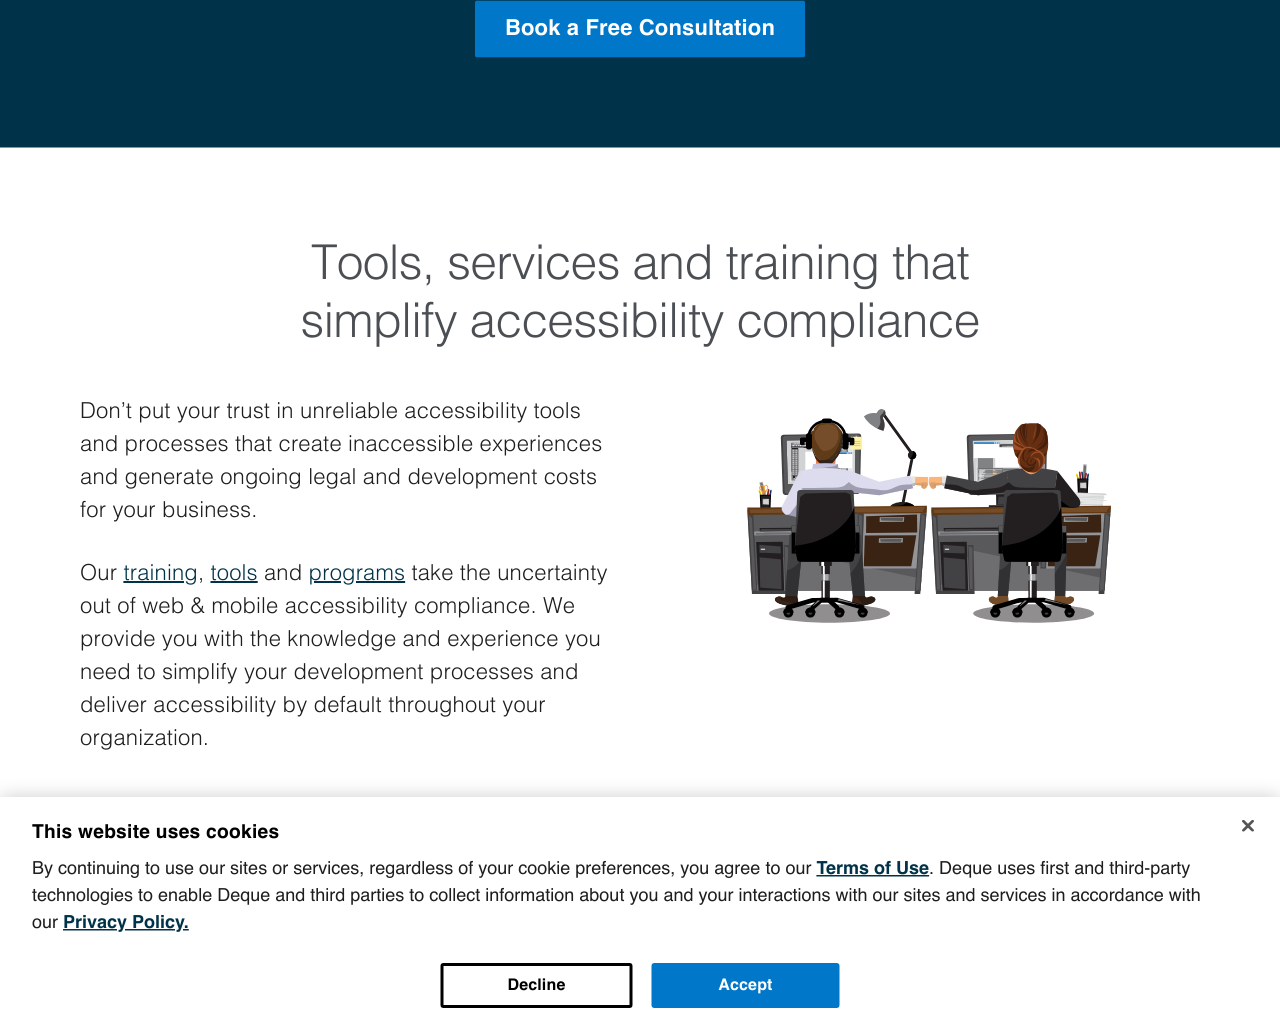 Book a Free Consultation
Tools, services and training that
simplify accessibility compliance
Don’t put your trust in unreliable accessibility tools
and processes that create inaccessible experiences
and generate ongoing legal and development costs
for your business.
Our training, tools and programs take the uncertainty
out of web & mobile accessibility compliance. We
provide you with the knowledge and experience you
need to simplify your development processes and
deliver accessibility by default throughout your
organization.
This website uses cookies
By continuing to use our sites or services, regardless of your cookie preferences, you agree to our Terms of Use. Deque uses first and third-party
technologies to enable Deque and third parties to collect information about you and your interactions with our sites and services in accordance with
our Privacy Policy.
Decline
Accept